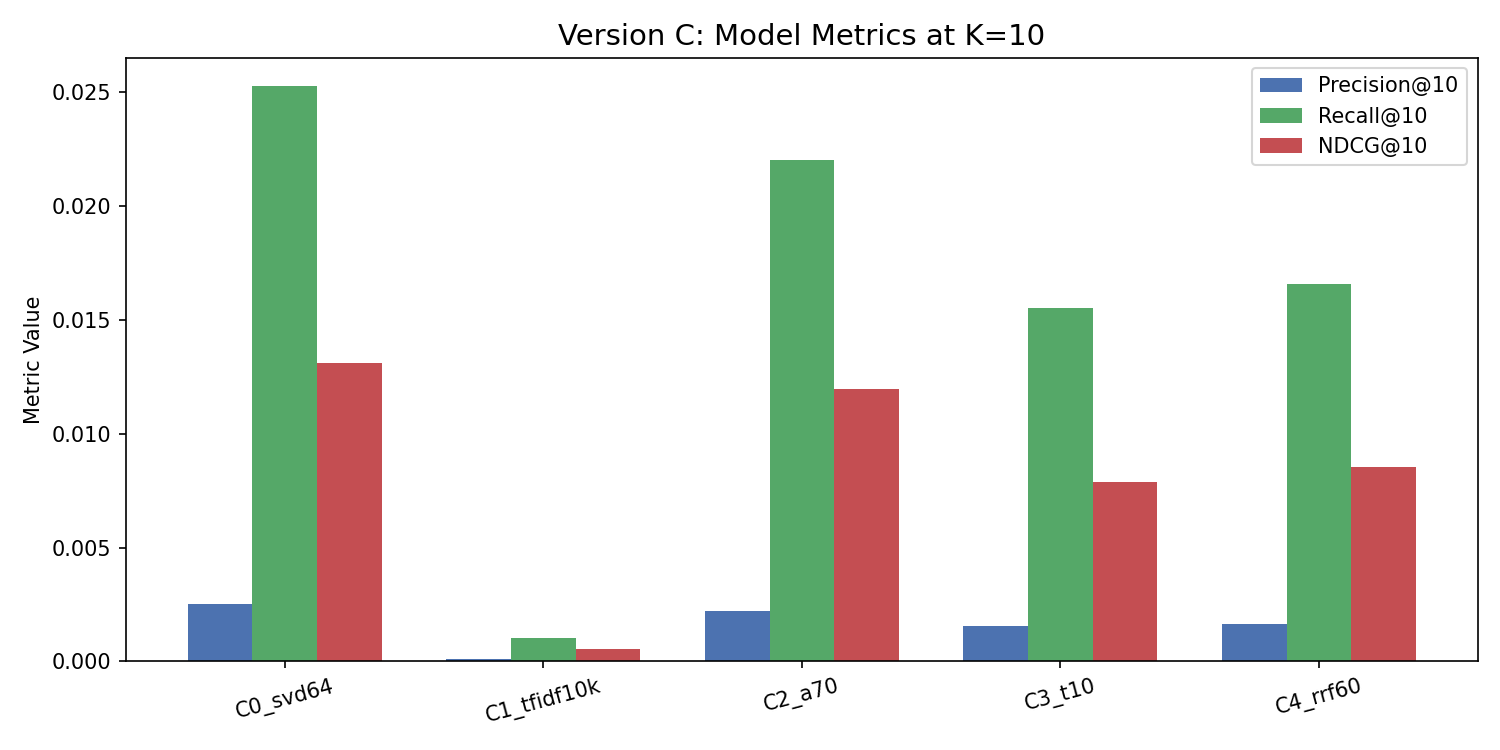 Version C: Model Metrics at K=10
Precision@10
Recall@10
NDCG@10
Metric Value
0.025
0.020
0.015
0.010
0.005
0.000
C0_svd64
C1_tfidf10k
C2_a70
C3_t10
C4_rrf60